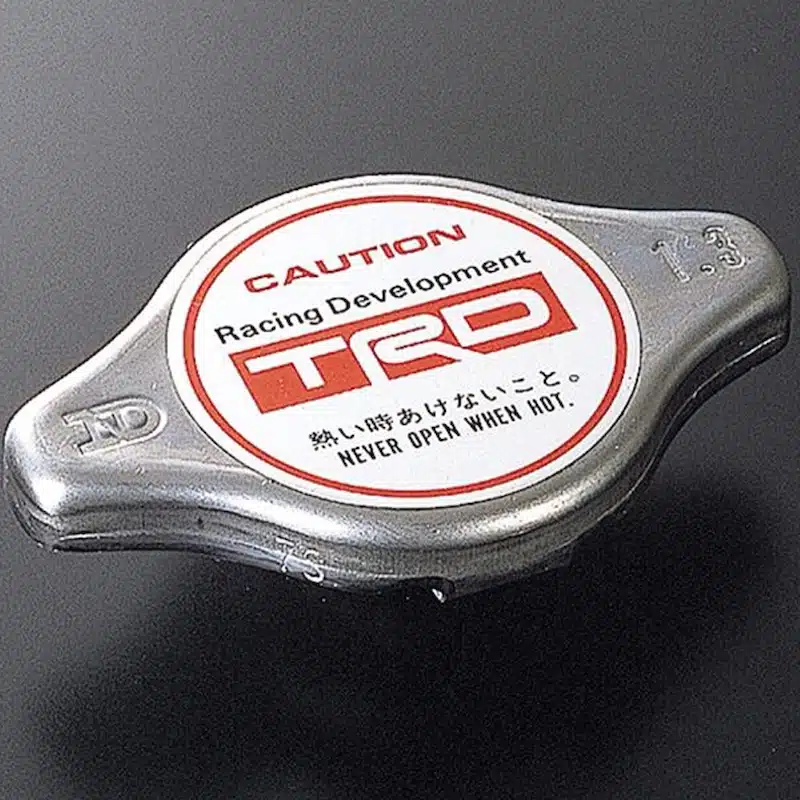 CAUTION
Racing Development
TRD
熱い時あけないこと。
NEVER OPEN WHEN HOT.
1.3
ND